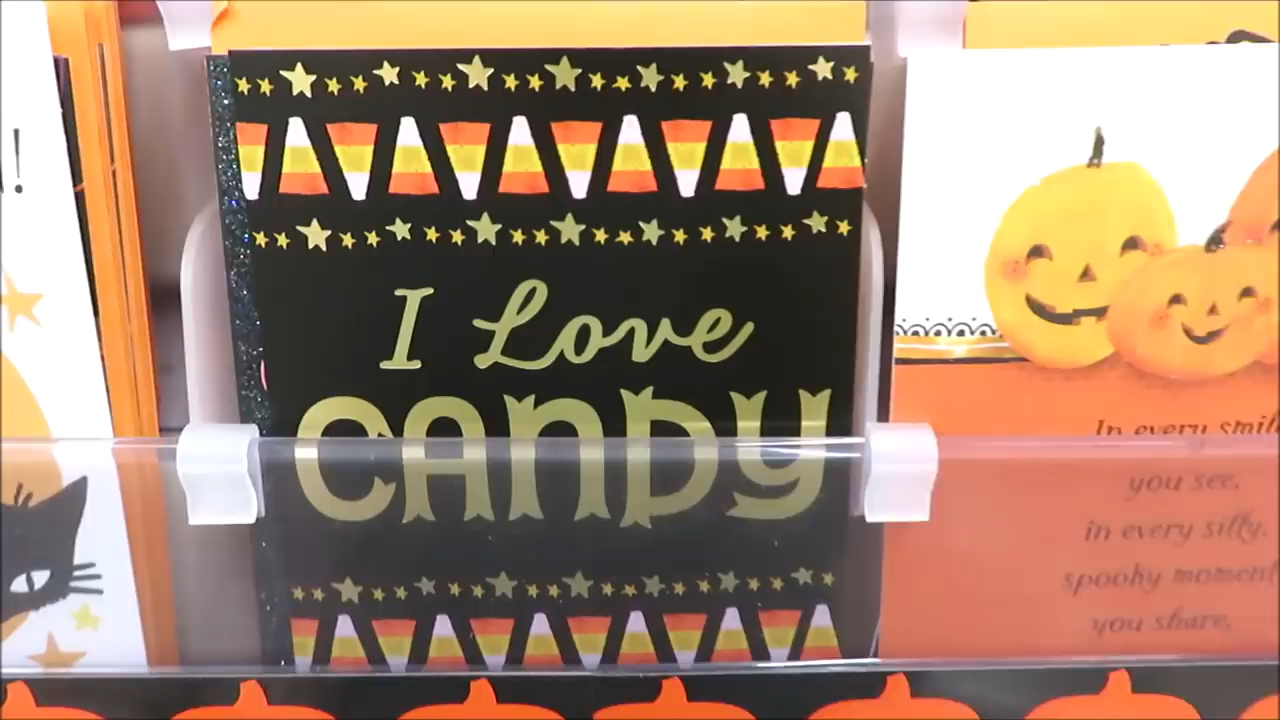 !
I Love
CANDY
In every smile
you see,
in every silly,
spooky moment
you share,